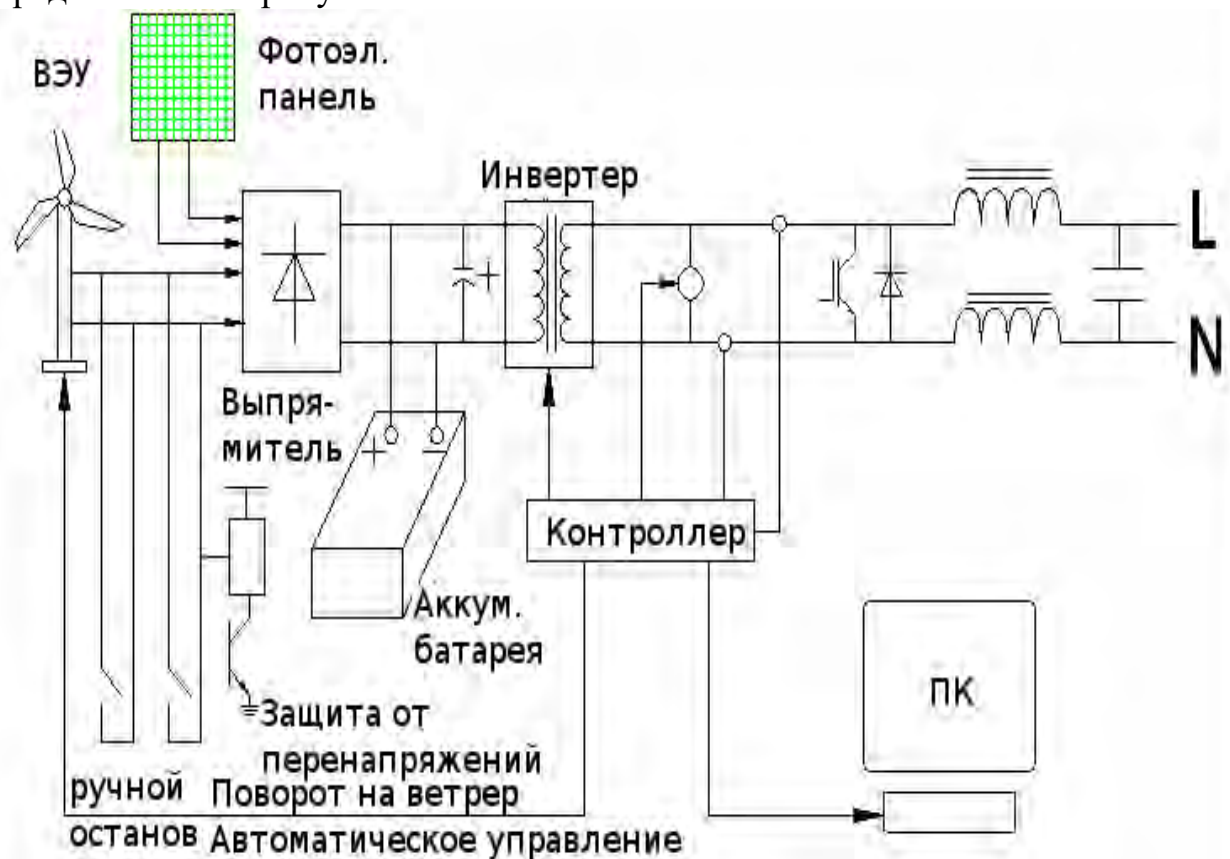 ВЭУ
Фотоэл.
панель
Инвертер
L
N
Выпря-
митель
+
+
−
Контроллер
Аккум.
батарея
ПК
Защита от
перенапряжений
ручной
останов
Поворот на ветрер
Автоматическое управление